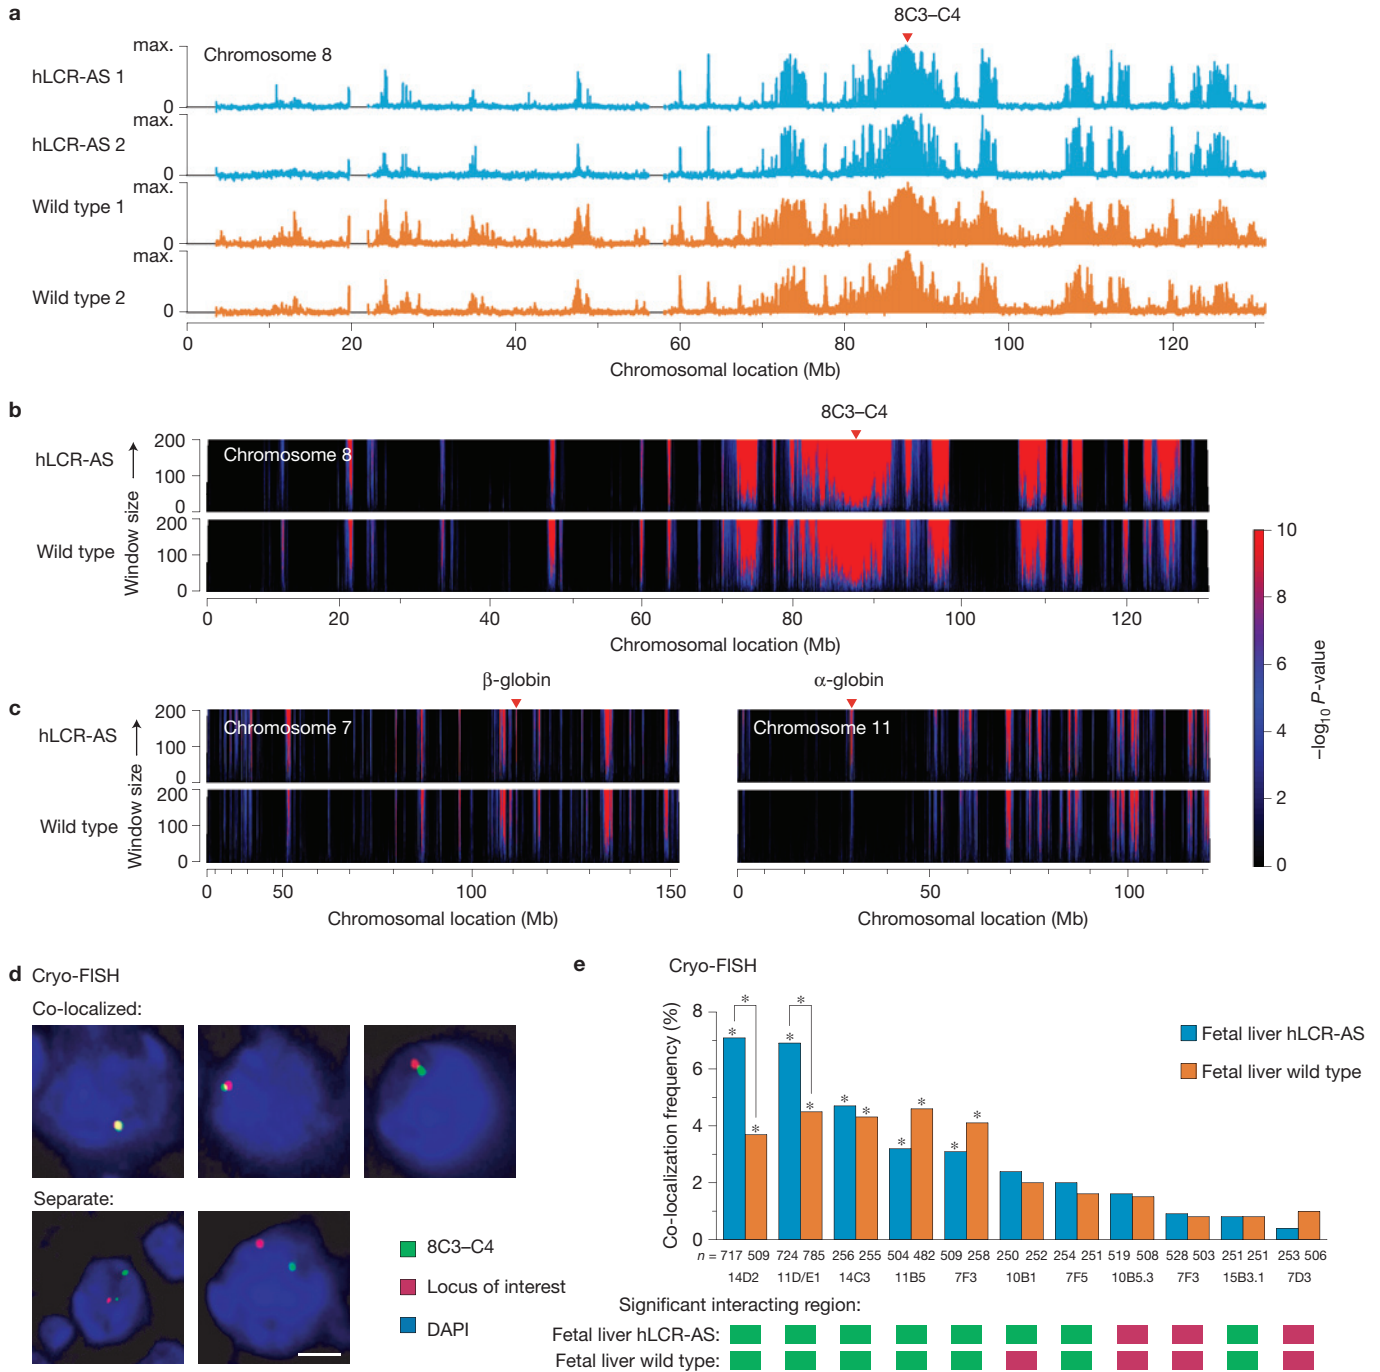 a
8C3–C4
Chromosome 8
hLCR-AS 1
max.
0
hLCR-AS 2
max.
0
Wild type 1
max.
0
Wild type 2
max.
0
0 20 40 60 80 100 120
Chromosomal location (Mb)
b
8C3–C4
Chromosome 8
hLCR-AS
200
100
0
Wild type
200
100
0
Window size
0 20 40 60 80 100 120
Chromosomal location (Mb)
10
8
6
4
2
0
–log10 P-value
c
β-globin
α-globin
Chromosome 7
Chromosome 11
hLCR-AS
200
100
0
Wild type
200
100
0
Window size
0 50 100 150
Chromosomal location (Mb)
0 50 100
Chromosomal location (Mb)
d Cryo-FISH
Co-localized:
Separate:
8C3–C4
Locus of interest
DAPI
e Cryo-FISH
Co-localization frequency (%)
8
6
4
2
0
* * * * * * * * * * * *
Fetal liver hLCR-AS
Fetal liver wild type
n = 717 509 724 785 256 255 504 482 509 258 250 252 254 251 519 508 528 503 251 251 253 506
14D2 11D/E1 14C3 11B5 7F3 10B1 7F5 10B5.3 7F3 15B3.1 7D3
Significant interacting region:
Fetal liver hLCR-AS:
Fetal liver wild type: